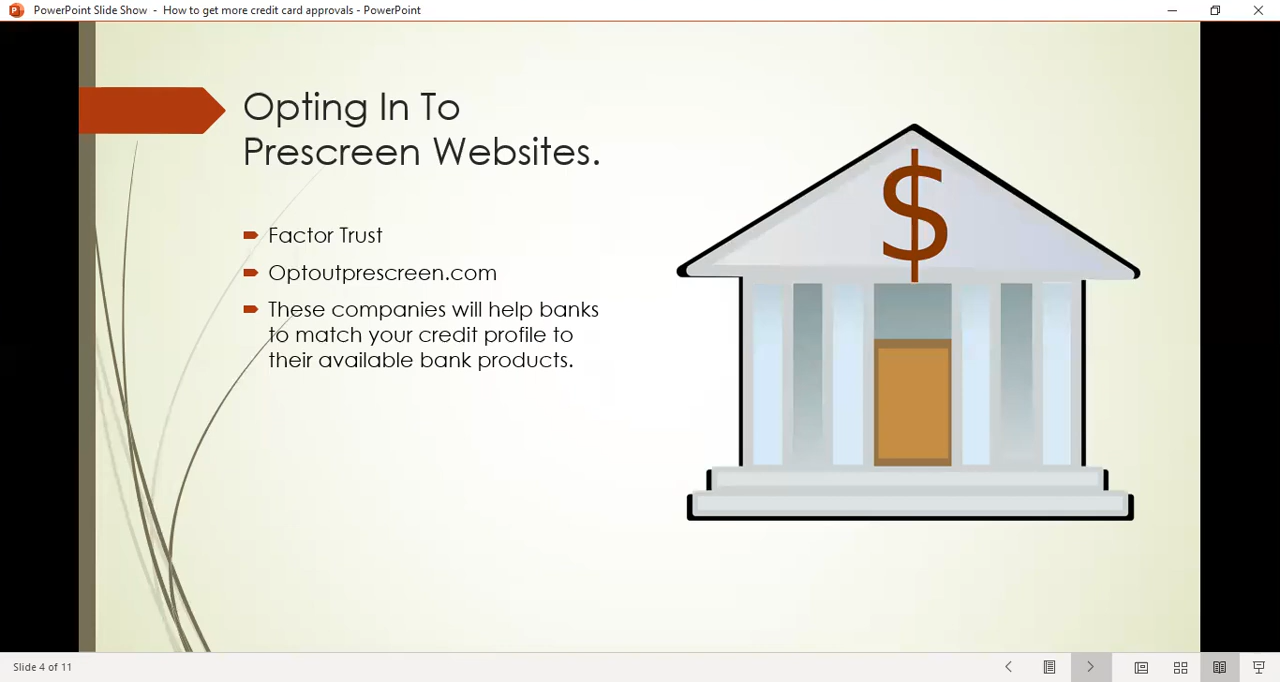 PowerPoint Slide Show - How to get more credit card approvals - PowerPoint
Opting In To
Prescreen Websites.
Factor Trust
Optoutprescreen.com
These companies will help banks
to match your credit profile to
their available bank products.
$
Slide 4 of 11